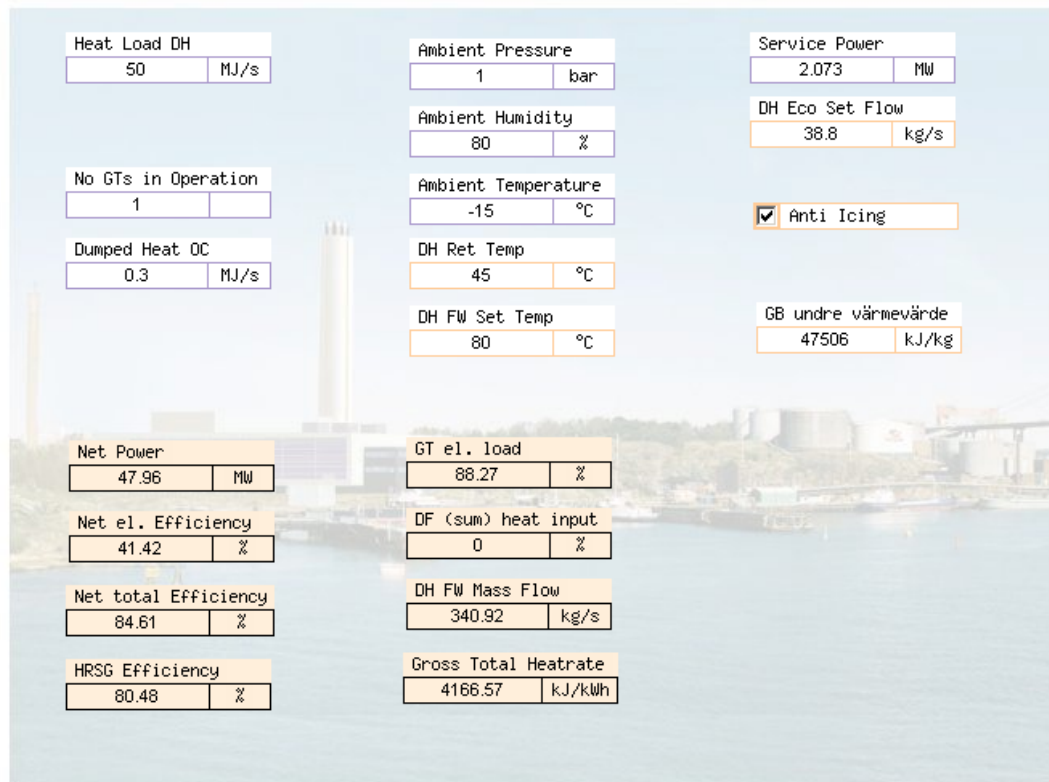 Heat Load DH
50 MJ/s
No GTs in Operation
1
Dumped Heat OC
0.3 MJ/s
Ambient Pressure
1 bar
Ambient Humidity
80 %
Ambient Temperature
-15 °C
DH Ret Temp
45 °C
DH FW Set Temp
80 °C
Service Power
2.073 MW
DH Eco Set Flow
38.8 kg/s
Anti Icing
GB undre värmevärde
47506 kJ/kg
Net Power
47.96 MW
Net el. Efficiency
41.42 %
Net total Efficiency
84.61 %
HRSG Efficiency
80.48 %
GT el. load
88.27 %
DF (sum) heat input
0 %
DH FW Mass Flow
340.92 kg/s
Gross Total Heatrate
4166.57 kJ/kWh